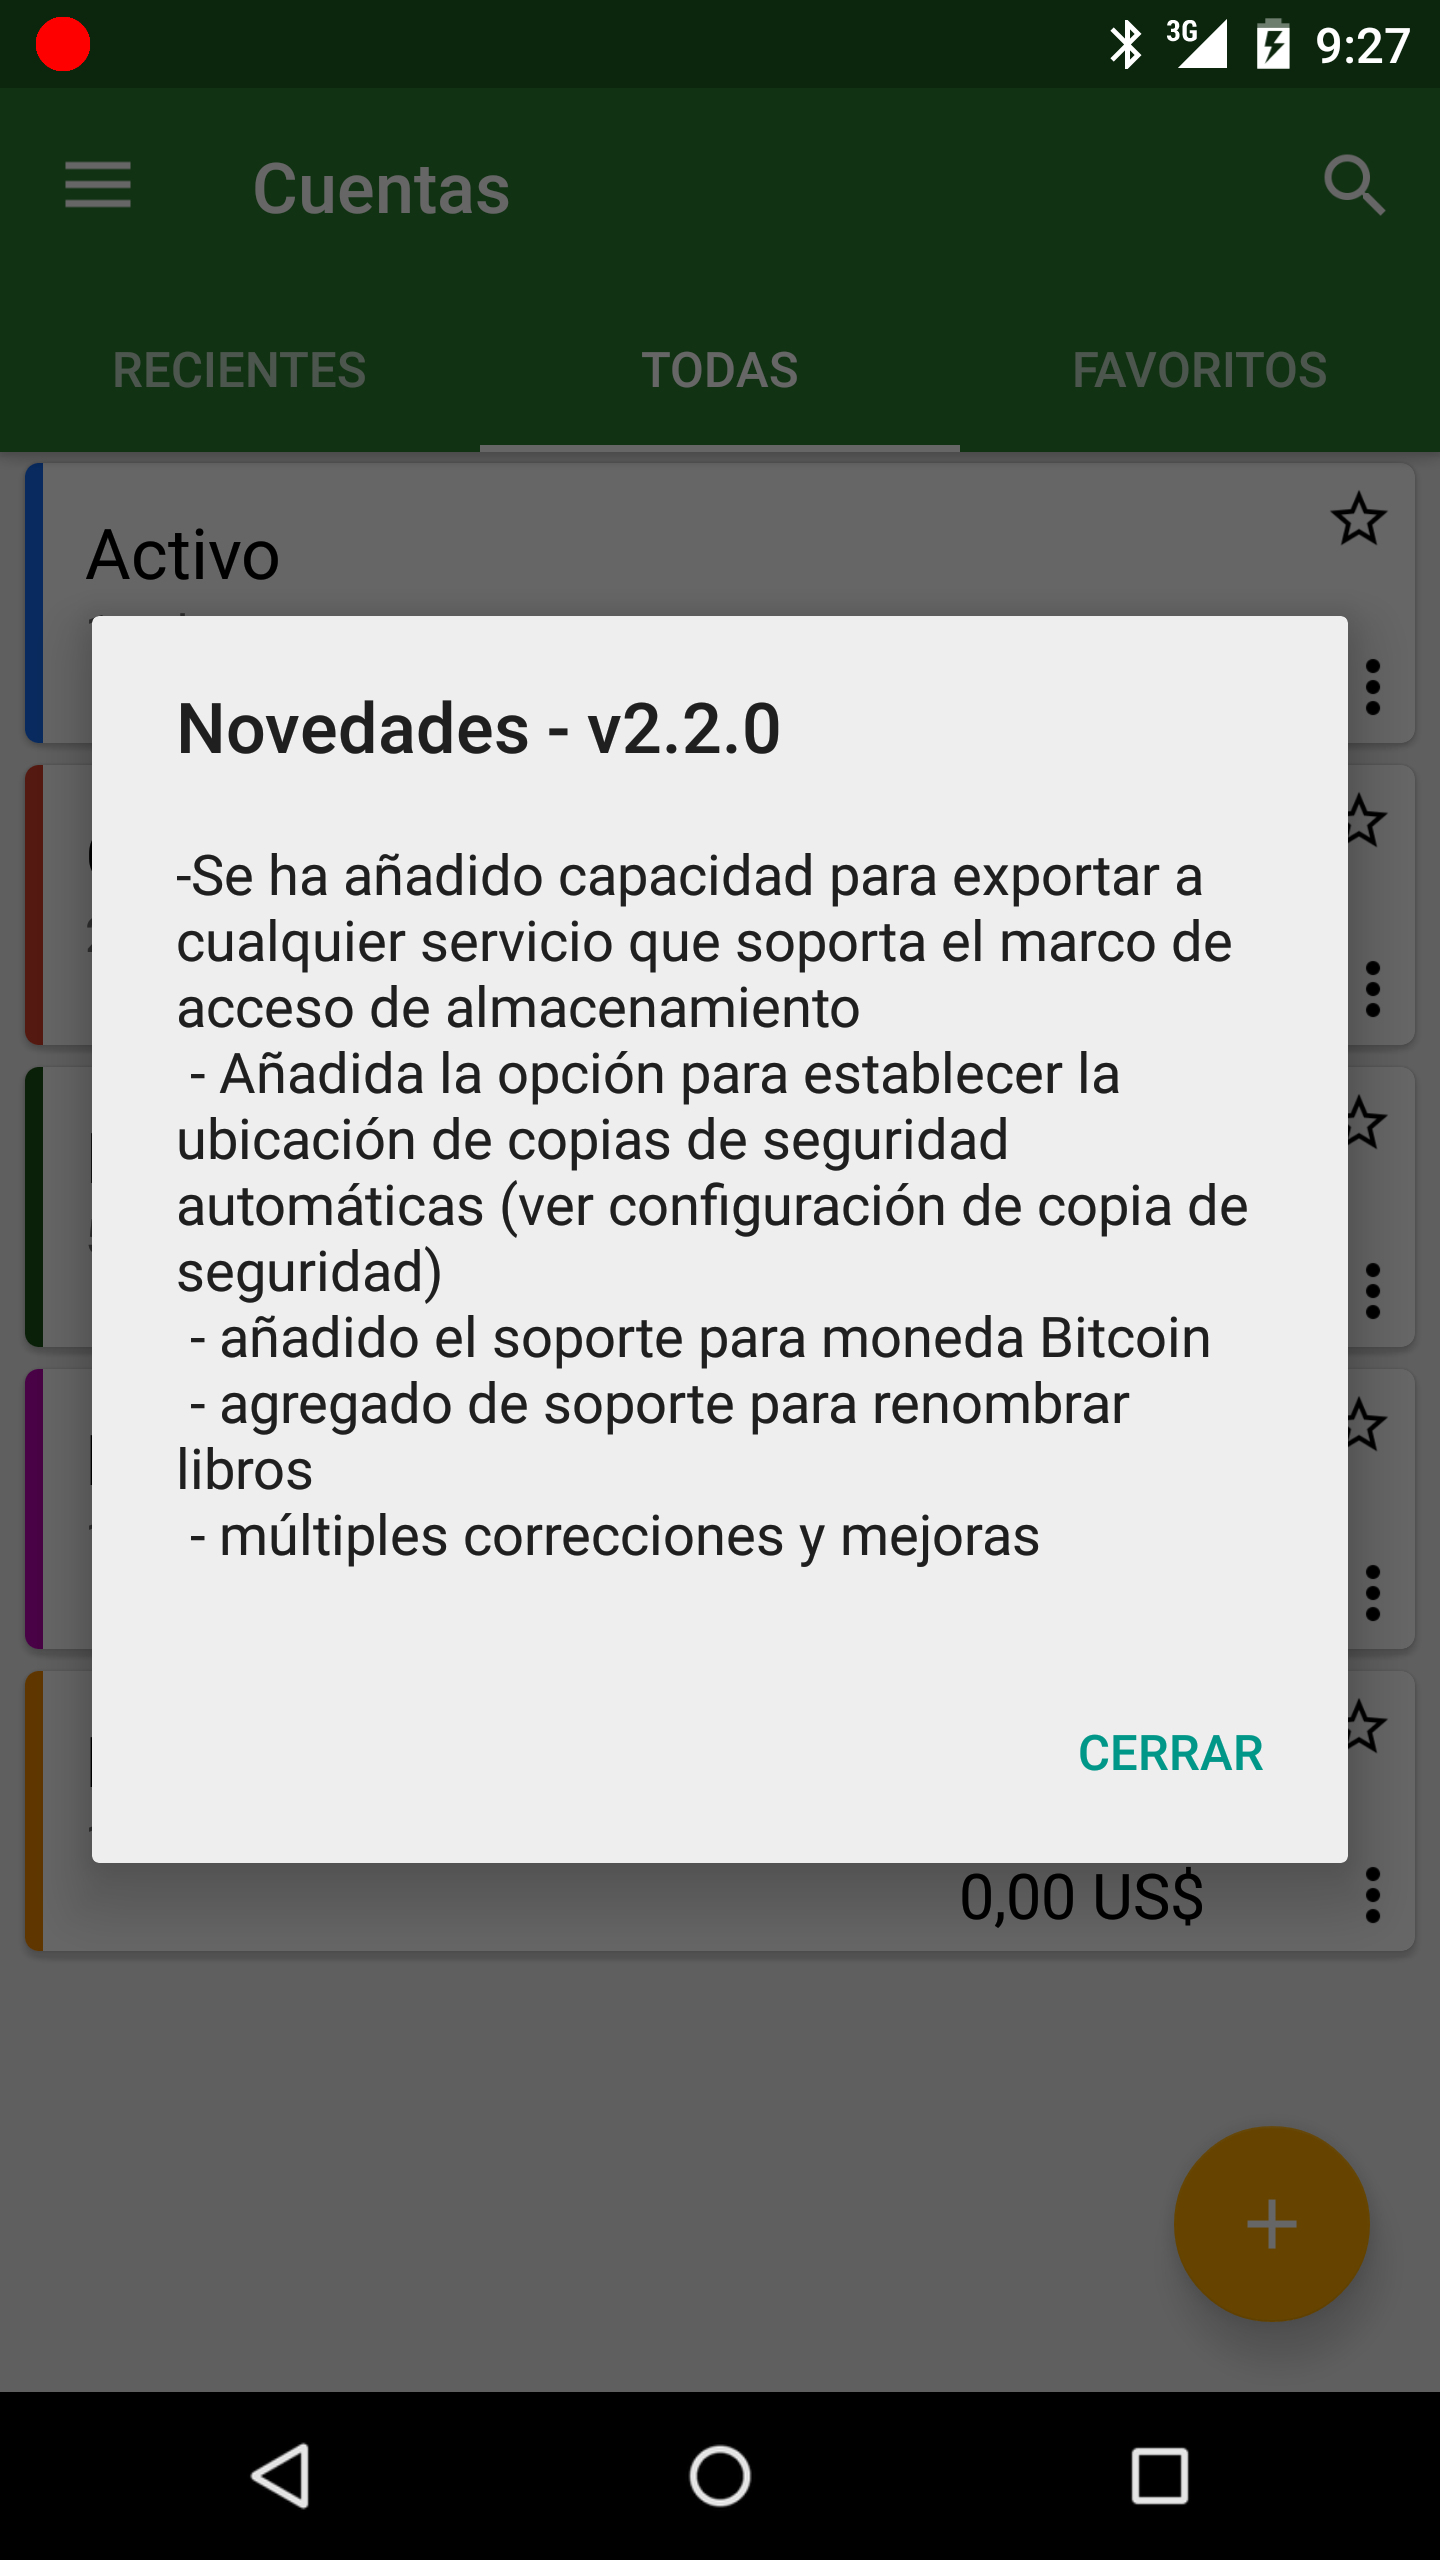 3G 9:27
Cuentas
RECIENTES TODAS FAVORITOS
Activo
Novedades - v2.2.0
-Se ha añadido capacidad para exportar a
cualquier servicio que soporta el marco de
acceso de almacenamiento
- Añadida la opción para establecer la
ubicación de copias de seguridad
automáticas (ver configuración de copia de
seguridad)
- añadido el soporte para moneda Bitcoin
- agregado de soporte para renombrar
libros
- múltiples correcciones y mejoras
CERRAR
0,00 US$